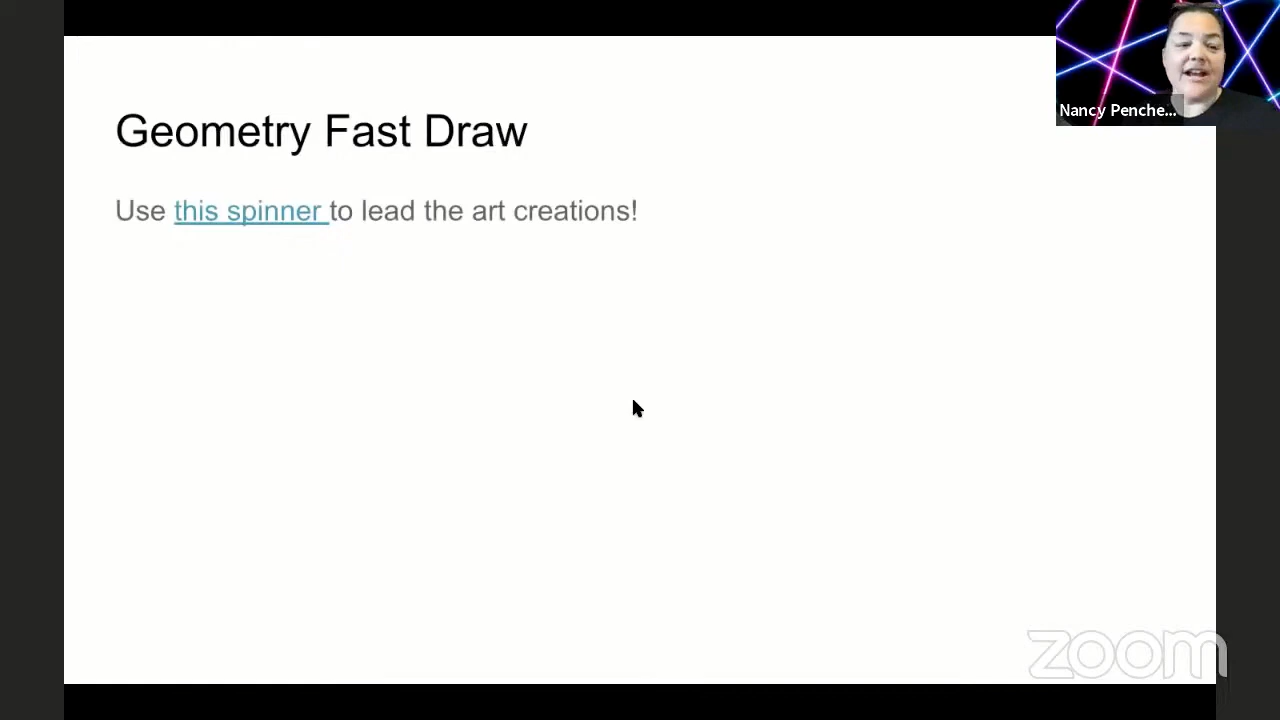 Geometry Fast Draw
Use this spinner to lead the art creations!
Nancy Penche...
zoom